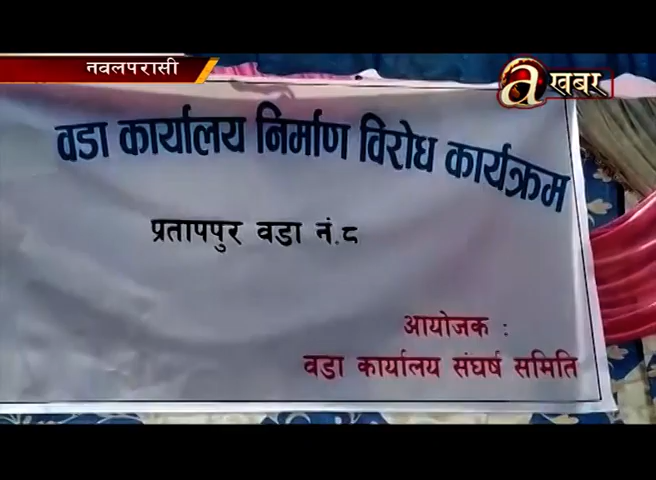 नवलपरासी
a खबर
वडा कार्यालय निर्माण विरोध कार्यक्रम
प्रतापपुर वडा नं.८
आयोजक :
वडा कार्यालय संघर्ष समिति